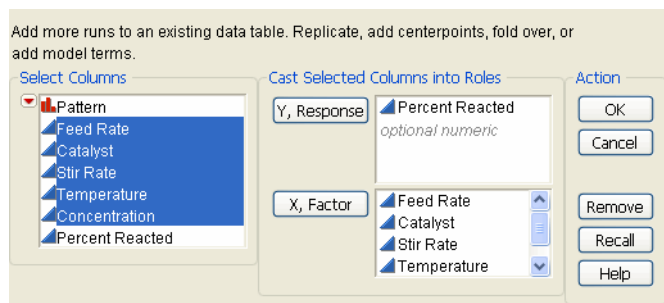 Add more runs to an existing data table. Replicate, add centerpoints, fold over, or
add model terms.
Select Columns
Pattern
Feed Rate
Catalyst
Stir Rate
Temperature
Concentration
Percent Reacted
Cast Selected Columns into Roles
Y, Response
Percent Reacted
optional numeric
X, Factor
Feed Rate
Catalyst
Stir Rate
Temperature
Action
OK
Cancel
Remove
Recall
Help